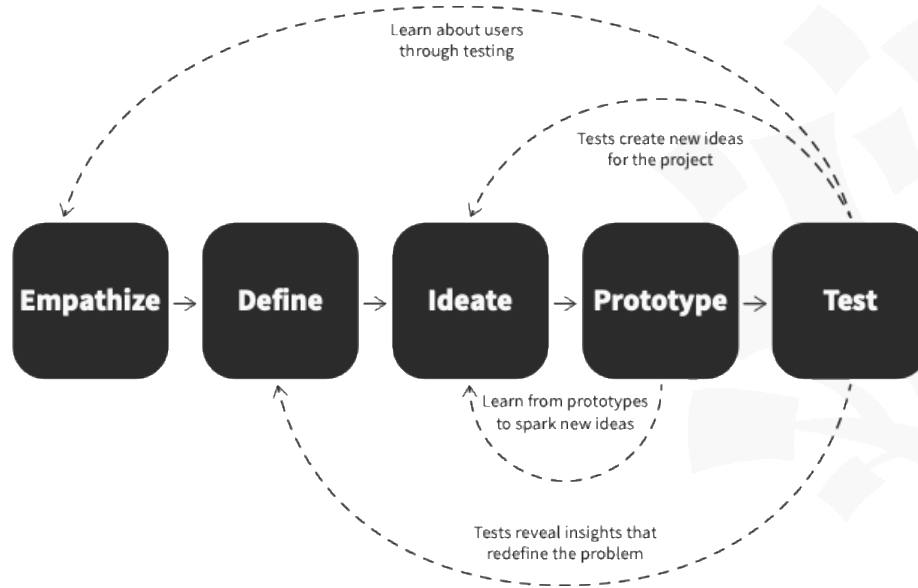 Learn about users
through testing
Tests create new ideas
for the project
Empathize
Define
Ideate
Prototype
Test
Learn from prototypes
to spark new ideas
Tests reveal insights that
redefine the problem